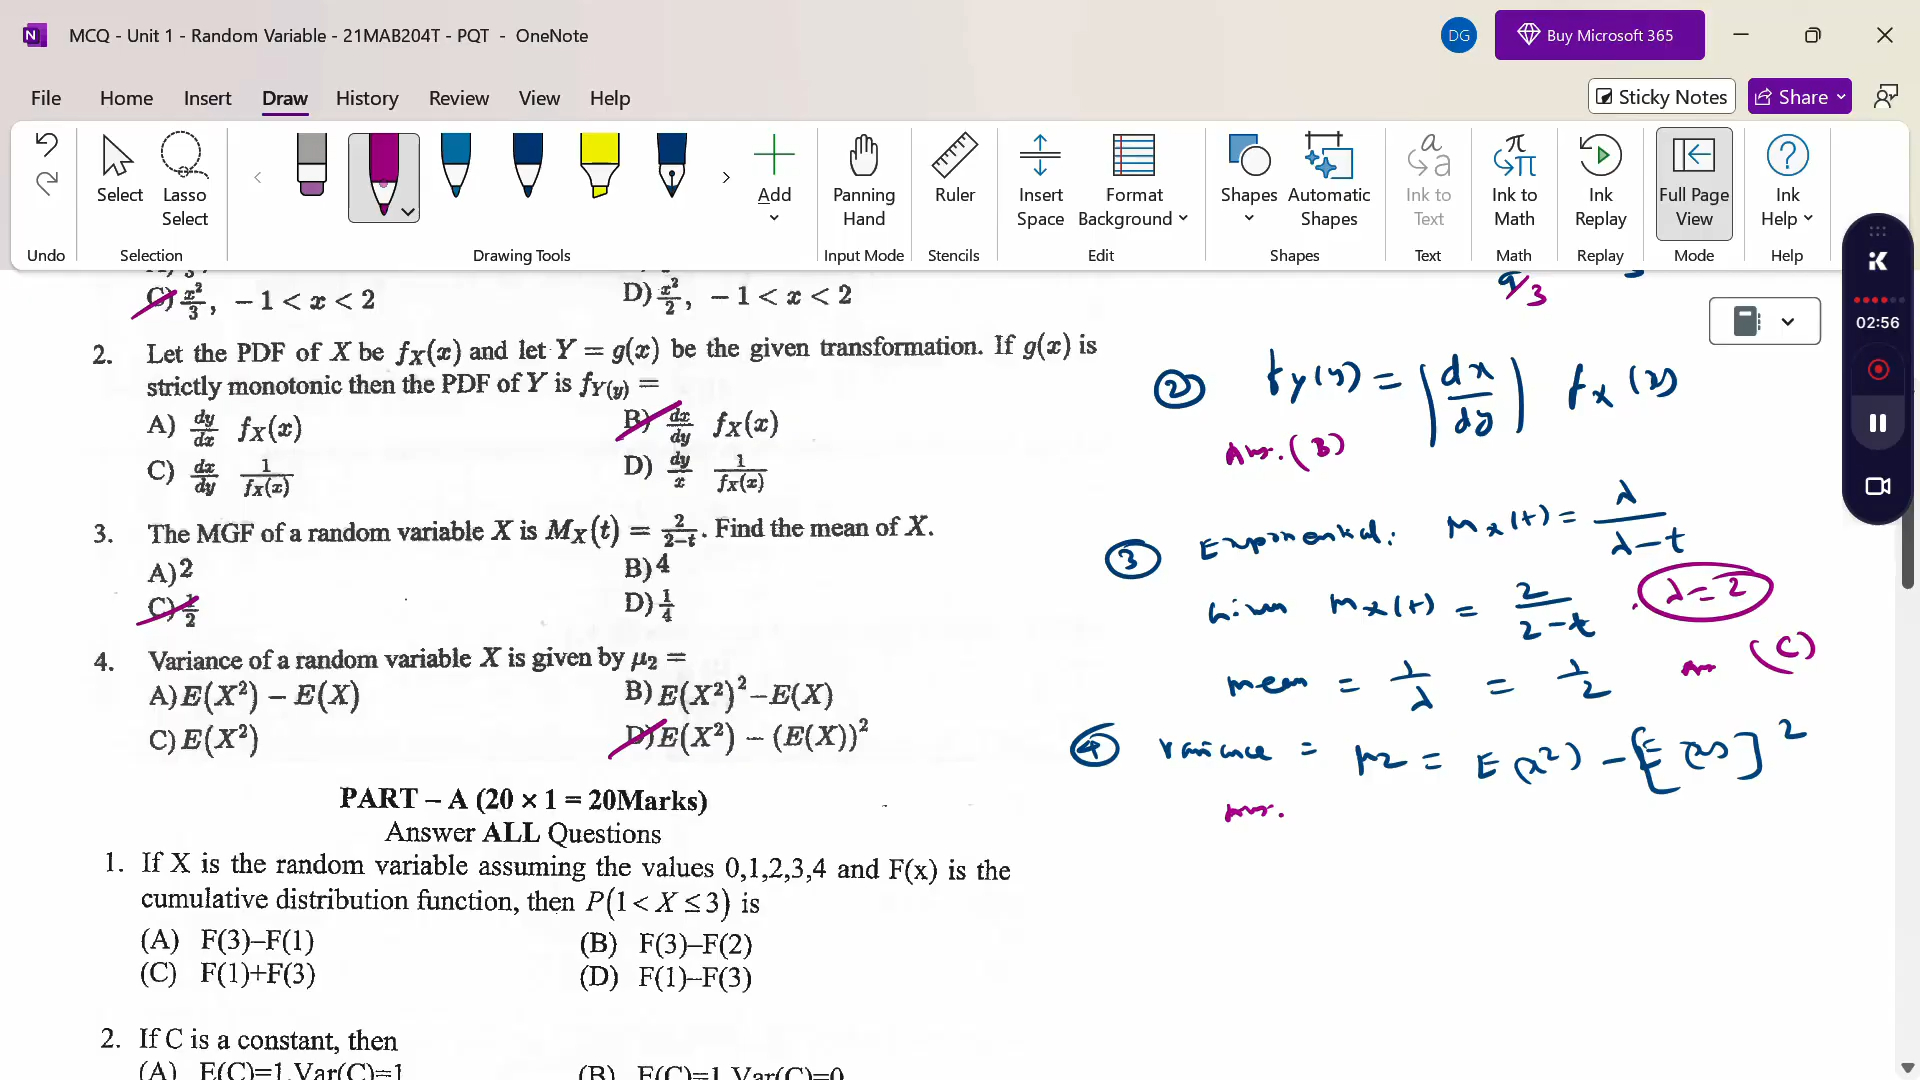 MCQ - Unit 1 - Random Variable - 21MAB204T - PQT - OneNote
DG
Buy Microsoft 365
File Home Insert Draw History Review View Help
Sticky Notes Share
Select Lasso Select
Add
Panning Hand
Ruler
Insert Space
Format Background
Shapes
Automatic Shapes
Ink to Text
Ink to Math
Ink Replay
Full Page View
Ink Help
Undo Selection Drawing Tools Input Mode Stencils Edit Shapes Text Math Replay Mode Help
02:56
C) x²/3, −1 < x < 2
D) x²/2, −1 < x < 2
9/3
2. Let the PDF of X be f_X(x) and let Y = g(x) be the given transformation. If g(x) is
strictly monotonic then the PDF of Y is f_Y(y) =
A) dy/dx f_X(x)
B) dx/dy f_X(x)
C) dx/dy 1/f_X(x)
D) dy/x 1/f_X(x)
3. The MGF of a random variable X is M_X(t) = 2/(2−t). Find the mean of X.
A) 2
B) 4
C) 1/2
D) 1/4
4. Variance of a random variable X is given by μ₂ =
A) E(X²) − E(X)
B) E(X²)² − E(X)
C) E(X²)
D) E(X²) − (E(X))²
PART – A (20 × 1 = 20Marks)
Answer ALL Questions
1. If X is the random variable assuming the values 0,1,2,3,4 and F(x) is the
cumulative distribution function, then P(1 < X ≤ 3) is
(A) F(3)–F(1)
(B) F(3)–F(2)
(C) F(1)+F(3)
(D) F(1)–F(3)
2. If C is a constant, then
(A) E(C)=1,Var(C)=1
(B) E(C)=1,Var(C)=0
② f_Y(y) = |dx/dy| f_X(x)
Ans. (B)
③ Exponential: M_X(t) = λ/(λ−t)
Given M_X(t) = 2/(2−t) . λ = 2
mean = 1/λ = 1/2 Ans (C)
④ Variance = μ2 = E(x²) − [E(x)]²
Ans.